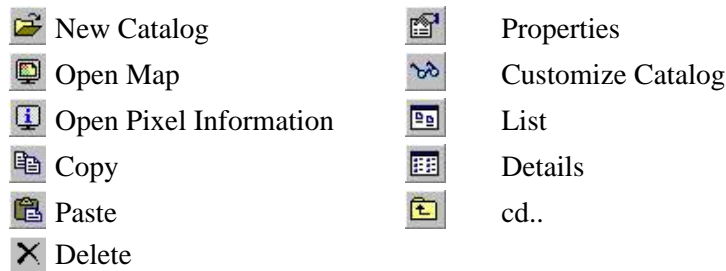 New Catalog
Open Map
Open Pixel Information
Copy
Paste
Delete
Properties
Customize Catalog
List
Details
cd..